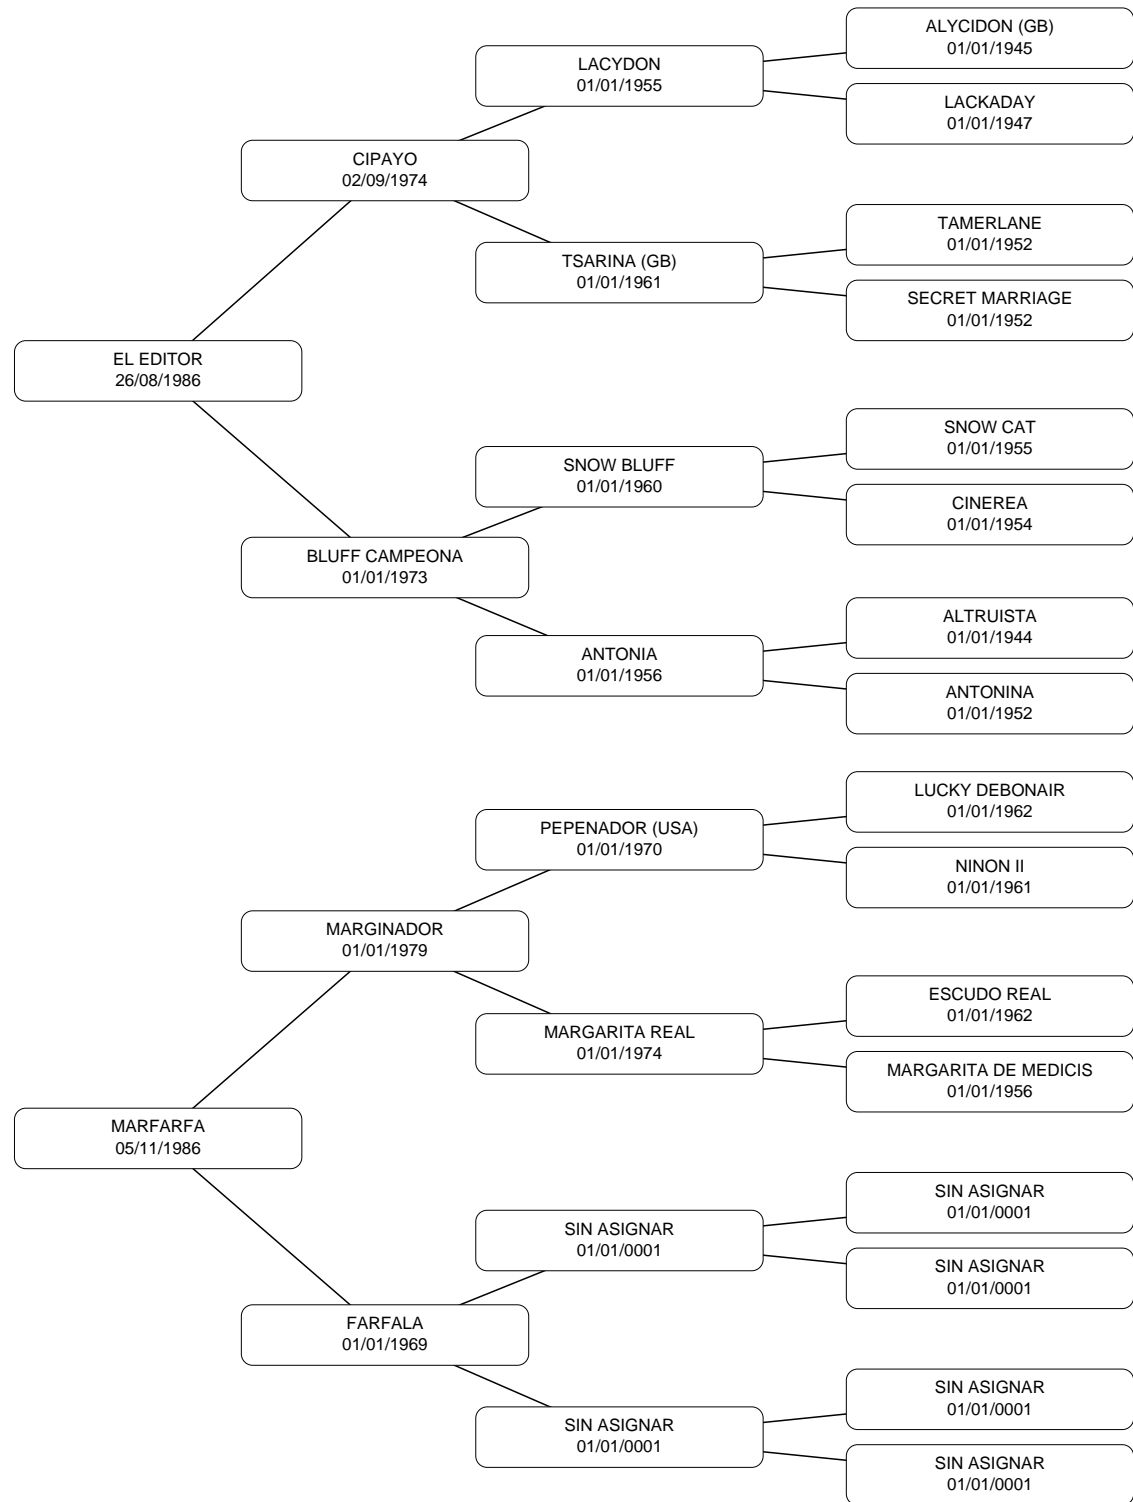 ALYCIDON (GB)
01/01/1945
LACYDON
01/01/1955
LACKADAY
01/01/1947
CIPAYO
02/09/1974
TAMERLANE
01/01/1952
TSARINA (GB)
01/01/1961
SECRET MARRIAGE
01/01/1952
EL EDITOR
26/08/1986
SNOW CAT
01/01/1955
SNOW BLUFF
01/01/1960
CINEREA
01/01/1954
BLUFF CAMPEONA
01/01/1973
ALTRUISTA
01/01/1944
ANTONIA
01/01/1956
ANTONINA
01/01/1952
LUCKY DEBONAIR
01/01/1962
PEPENADOR (USA)
01/01/1970
NINON II
01/01/1961
MARGINADOR
01/01/1979
ESCUDO REAL
01/01/1962
MARGARITA REAL
01/01/1974
MARGARITA DE MEDICIS
01/01/1956
MARFARFA
05/11/1986
SIN ASIGNAR
01/01/0001
SIN ASIGNAR
01/01/0001
SIN ASIGNAR
01/01/0001
FARFALA
01/01/1969
SIN ASIGNAR
01/01/0001
SIN ASIGNAR
01/01/0001
SIN ASIGNAR
01/01/0001